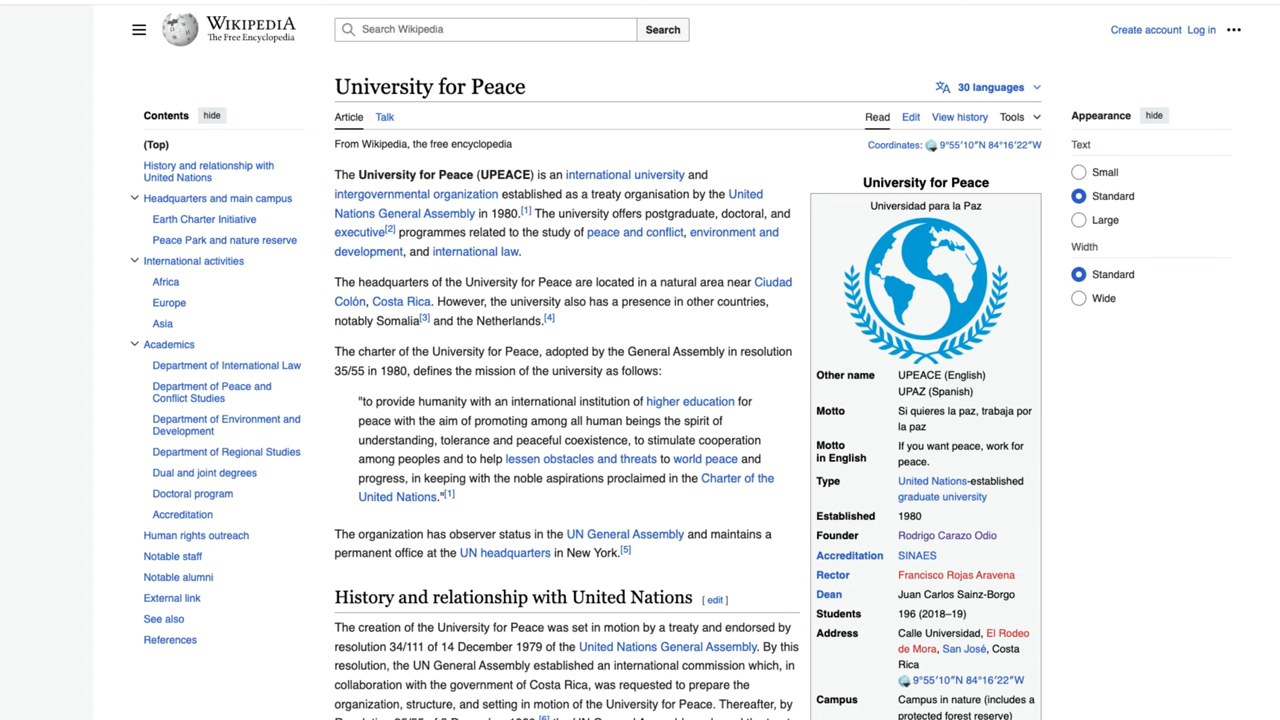 WIKIPEDIA
The Free Encyclopedia
Search Wikipedia
Search
Create account Log in
University for Peace
30 languages
Contents hide
Article Talk
Read Edit View history Tools
From Wikipedia, the free encyclopedia
Coordinates: 9°55′10″N 84°16′22″W
(Top)
History and relationship with
United Nations
Headquarters and main campus
Earth Charter Initiative
Peace Park and nature reserve
International activities
Africa
Europe
Asia
Academics
Department of International Law
Department of Peace and
Conflict Studies
Department of Environment and
Development
Department of Regional Studies
Dual and joint degrees
Doctoral program
Accreditation
Human rights outreach
Notable staff
Notable alumni
External link
See also
References
The University for Peace (UPEACE) is an international university and
intergovernmental organization established as a treaty organisation by the United
Nations General Assembly in 1980.[1] The university offers postgraduate, doctoral, and
executive[2] programmes related to the study of peace and conflict, environment and
development, and international law.
The headquarters of the University for Peace are located in a natural area near Ciudad
Colón, Costa Rica. However, the university also has a presence in other countries,
notably Somalia[3] and the Netherlands.[4]
The charter of the University for Peace, adopted by the General Assembly in resolution
35/55 in 1980, defines the mission of the university as follows:
"to provide humanity with an international institution of higher education for
peace with the aim of promoting among all human beings the spirit of
understanding, tolerance and peaceful coexistence, to stimulate cooperation
among peoples and to help lessen obstacles and threats to world peace and
progress, in keeping with the noble aspirations proclaimed in the Charter of the
United Nations."[1]
The organization has observer status in the UN General Assembly and maintains a
permanent office at the UN headquarters in New York.[5]
History and relationship with United Nations [ edit ]
The creation of the University for Peace was set in motion by a treaty and endorsed by
resolution 34/111 of 14 December 1979 of the United Nations General Assembly. By this
resolution, the UN General Assembly established an international commission which, in
collaboration with the government of Costa Rica, was requested to prepare the
organization, structure, and setting in motion of the University for Peace. Thereafter, by
University for Peace
Universidad para la Paz
Other name UPEACE (English)
UPAZ (Spanish)
Motto Si quieres la paz, trabaja por
la paz
Motto in English If you want peace, work for
peace.
Type United Nations-established
graduate university
Established 1980
Founder Rodrigo Carazo Odio
Accreditation SINAES
Rector Francisco Rojas Aravena
Dean Juan Carlos Sainz-Borgo
Students 196 (2018–19)
Address Calle Universidad, El Rodeo
de Mora, San José, Costa
Rica
9°55′10″N 84°16′22″W
Campus Campus in nature (includes a
protected forest reserve)
Appearance hide
Text
Small
Standard
Large
Width
Standard
Wide